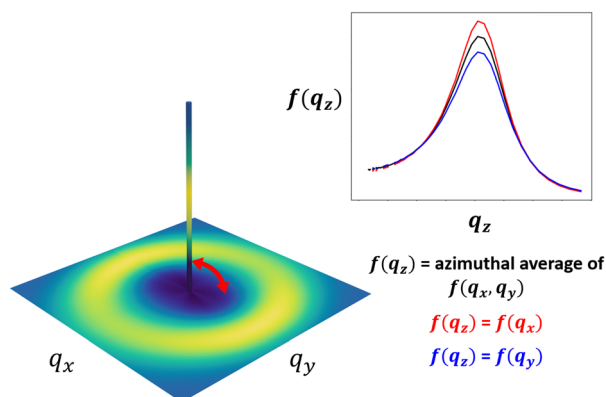 f(q_z)
q_z
q_x
q_y
f(q_z) = azimuthal average of
f(q_x, q_y)
f(q_z) = f(q_x)
f(q_z) = f(q_y)